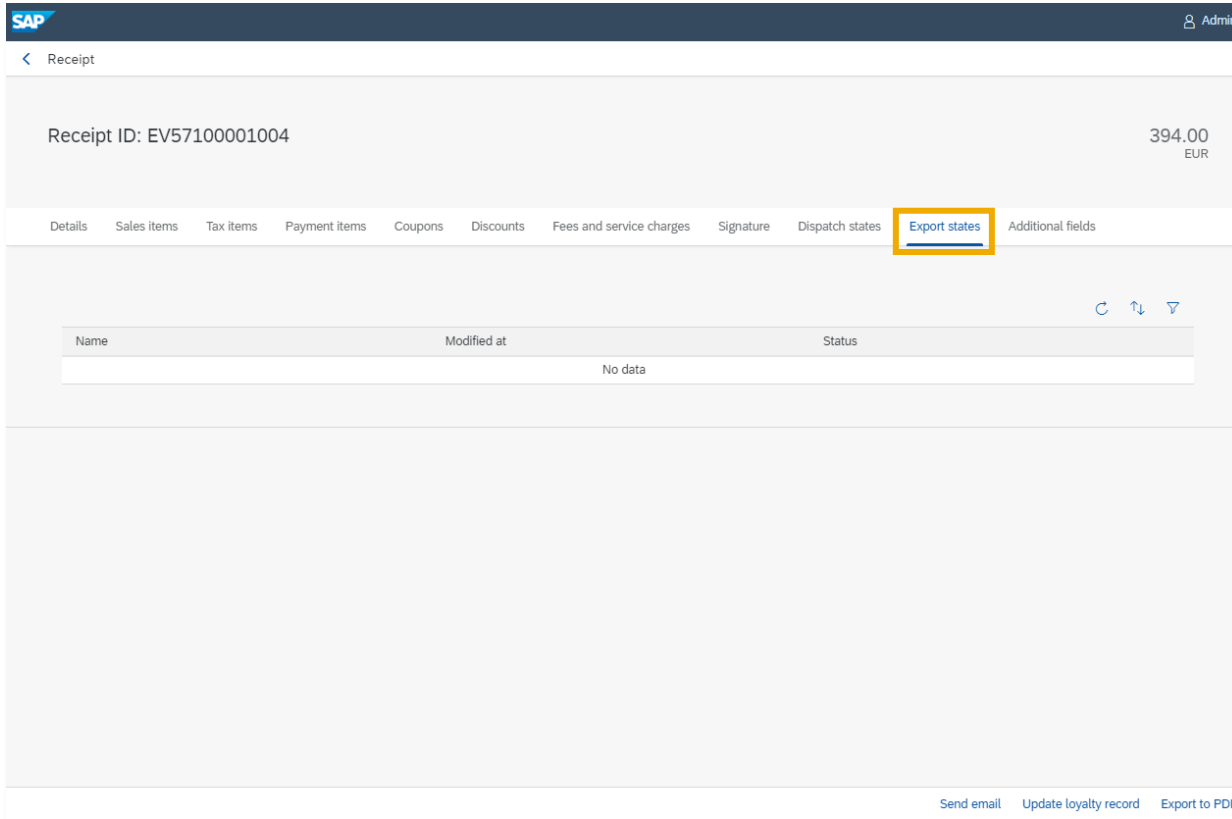 SAP
Admin
Receipt
Receipt ID: EV57100001004
394.00
EUR
Details Sales items Tax items Payment items Coupons Discounts Fees and service charges Signature Dispatch states Export states Additional fields
Name Modified at Status
No data
Send email Update loyalty record Export to PDF